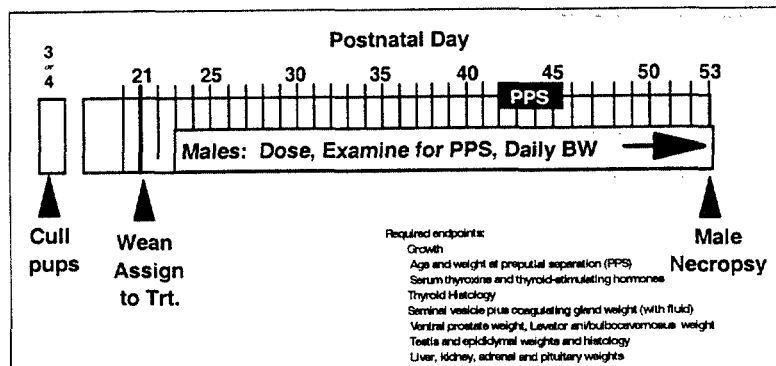 Postnatal Day
3 or 4 21 25 30 35 40 45 50 53
PPS
Males: Dose, Examine for PPS, Daily BW
Cull pups
Wean Assign to Trt.
Male Necropsy
Required endpoints:
Growth
Age and weight at preputial separation (PPS)
Serum thyroxine and thyroid-stimulating hormones
Thyroid Histology
Seminal vesicle plus coagulating gland weight (with fluid)
Ventral prostate weight, Levator ani/bulbocavernosus weight
Testis and epididymal weights and histology
Liver, kidney, adrenal and pituitary weights